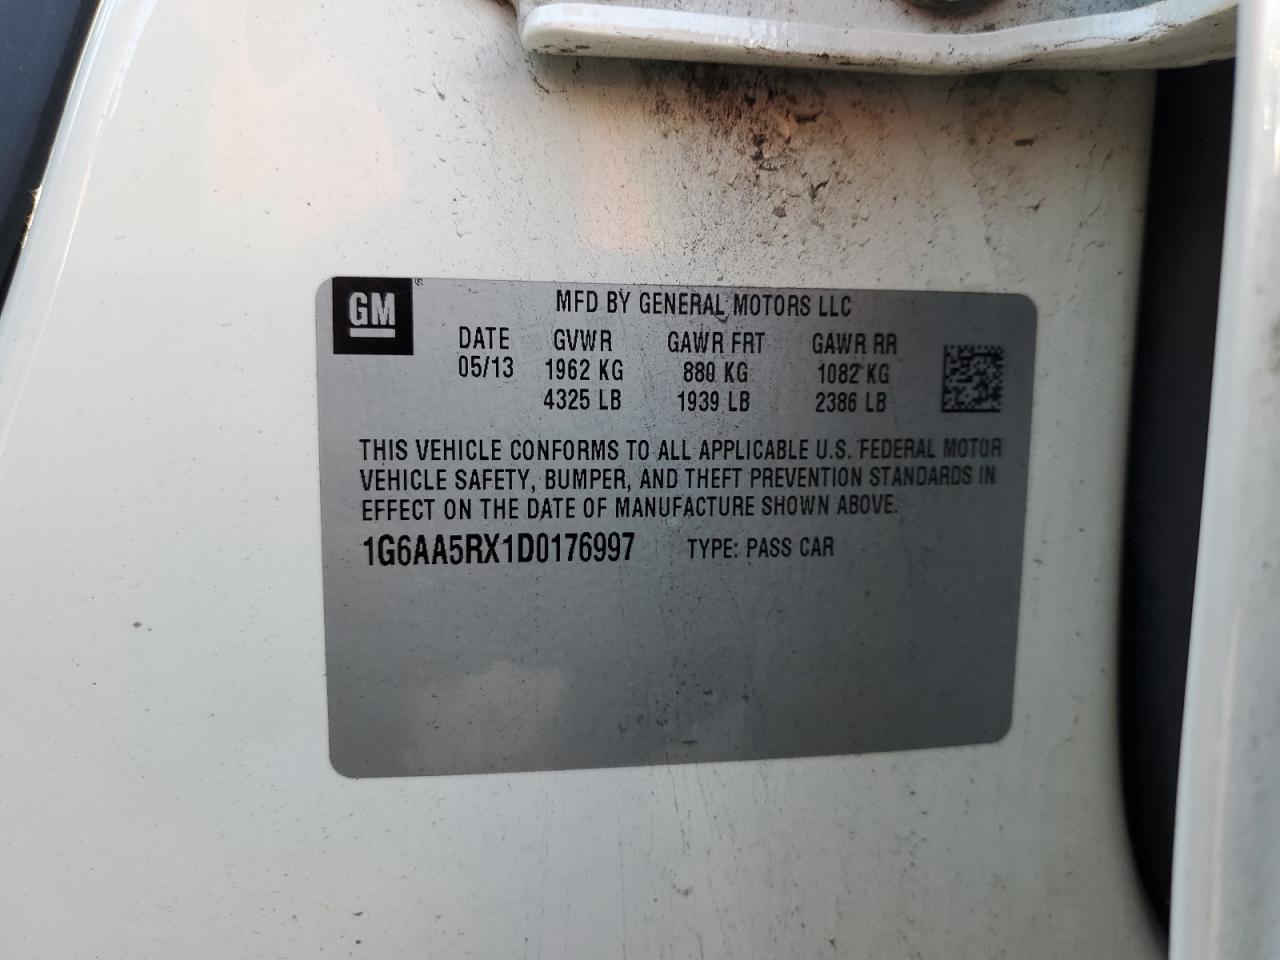 GM®
MFD BY GENERAL MOTORS LLC
DATE GVWR GAWR FRT GAWR RR
05/13 1962 KG 880 KG 1082 KG
4325 LB 1939 LB 2386 LB
THIS VEHICLE CONFORMS TO ALL APPLICABLE U.S. FEDERAL MOTOR
VEHICLE SAFETY, BUMPER, AND THEFT PREVENTION STANDARDS IN
EFFECT ON THE DATE OF MANUFACTURE SHOWN ABOVE.
1G6AA5RX1D0176997 TYPE: PASS CAR